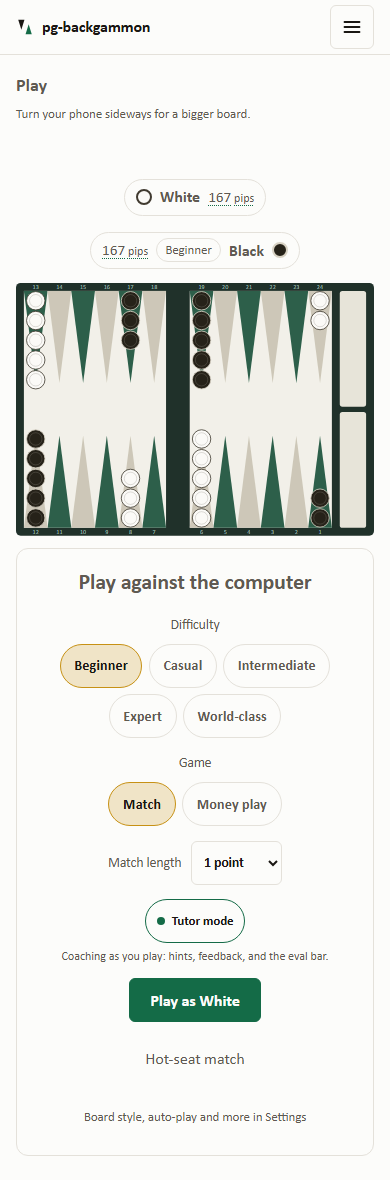 pg-backgammon
Play
Turn your phone sideways for a bigger board.
White 167 pips
167 pips Beginner Black
13 14 15 16 17 18 19 20 21 22 23 24
12 11 10 9 8 7 6 5 4 3 2 1
Play against the computer
Difficulty
Beginner Casual Intermediate
Expert World-class
Game
Match Money play
Match length 1 point
Tutor mode
Coaching as you play: hints, feedback, and the eval bar.
Play as White
Hot-seat match
Board style, auto-play and more in Settings